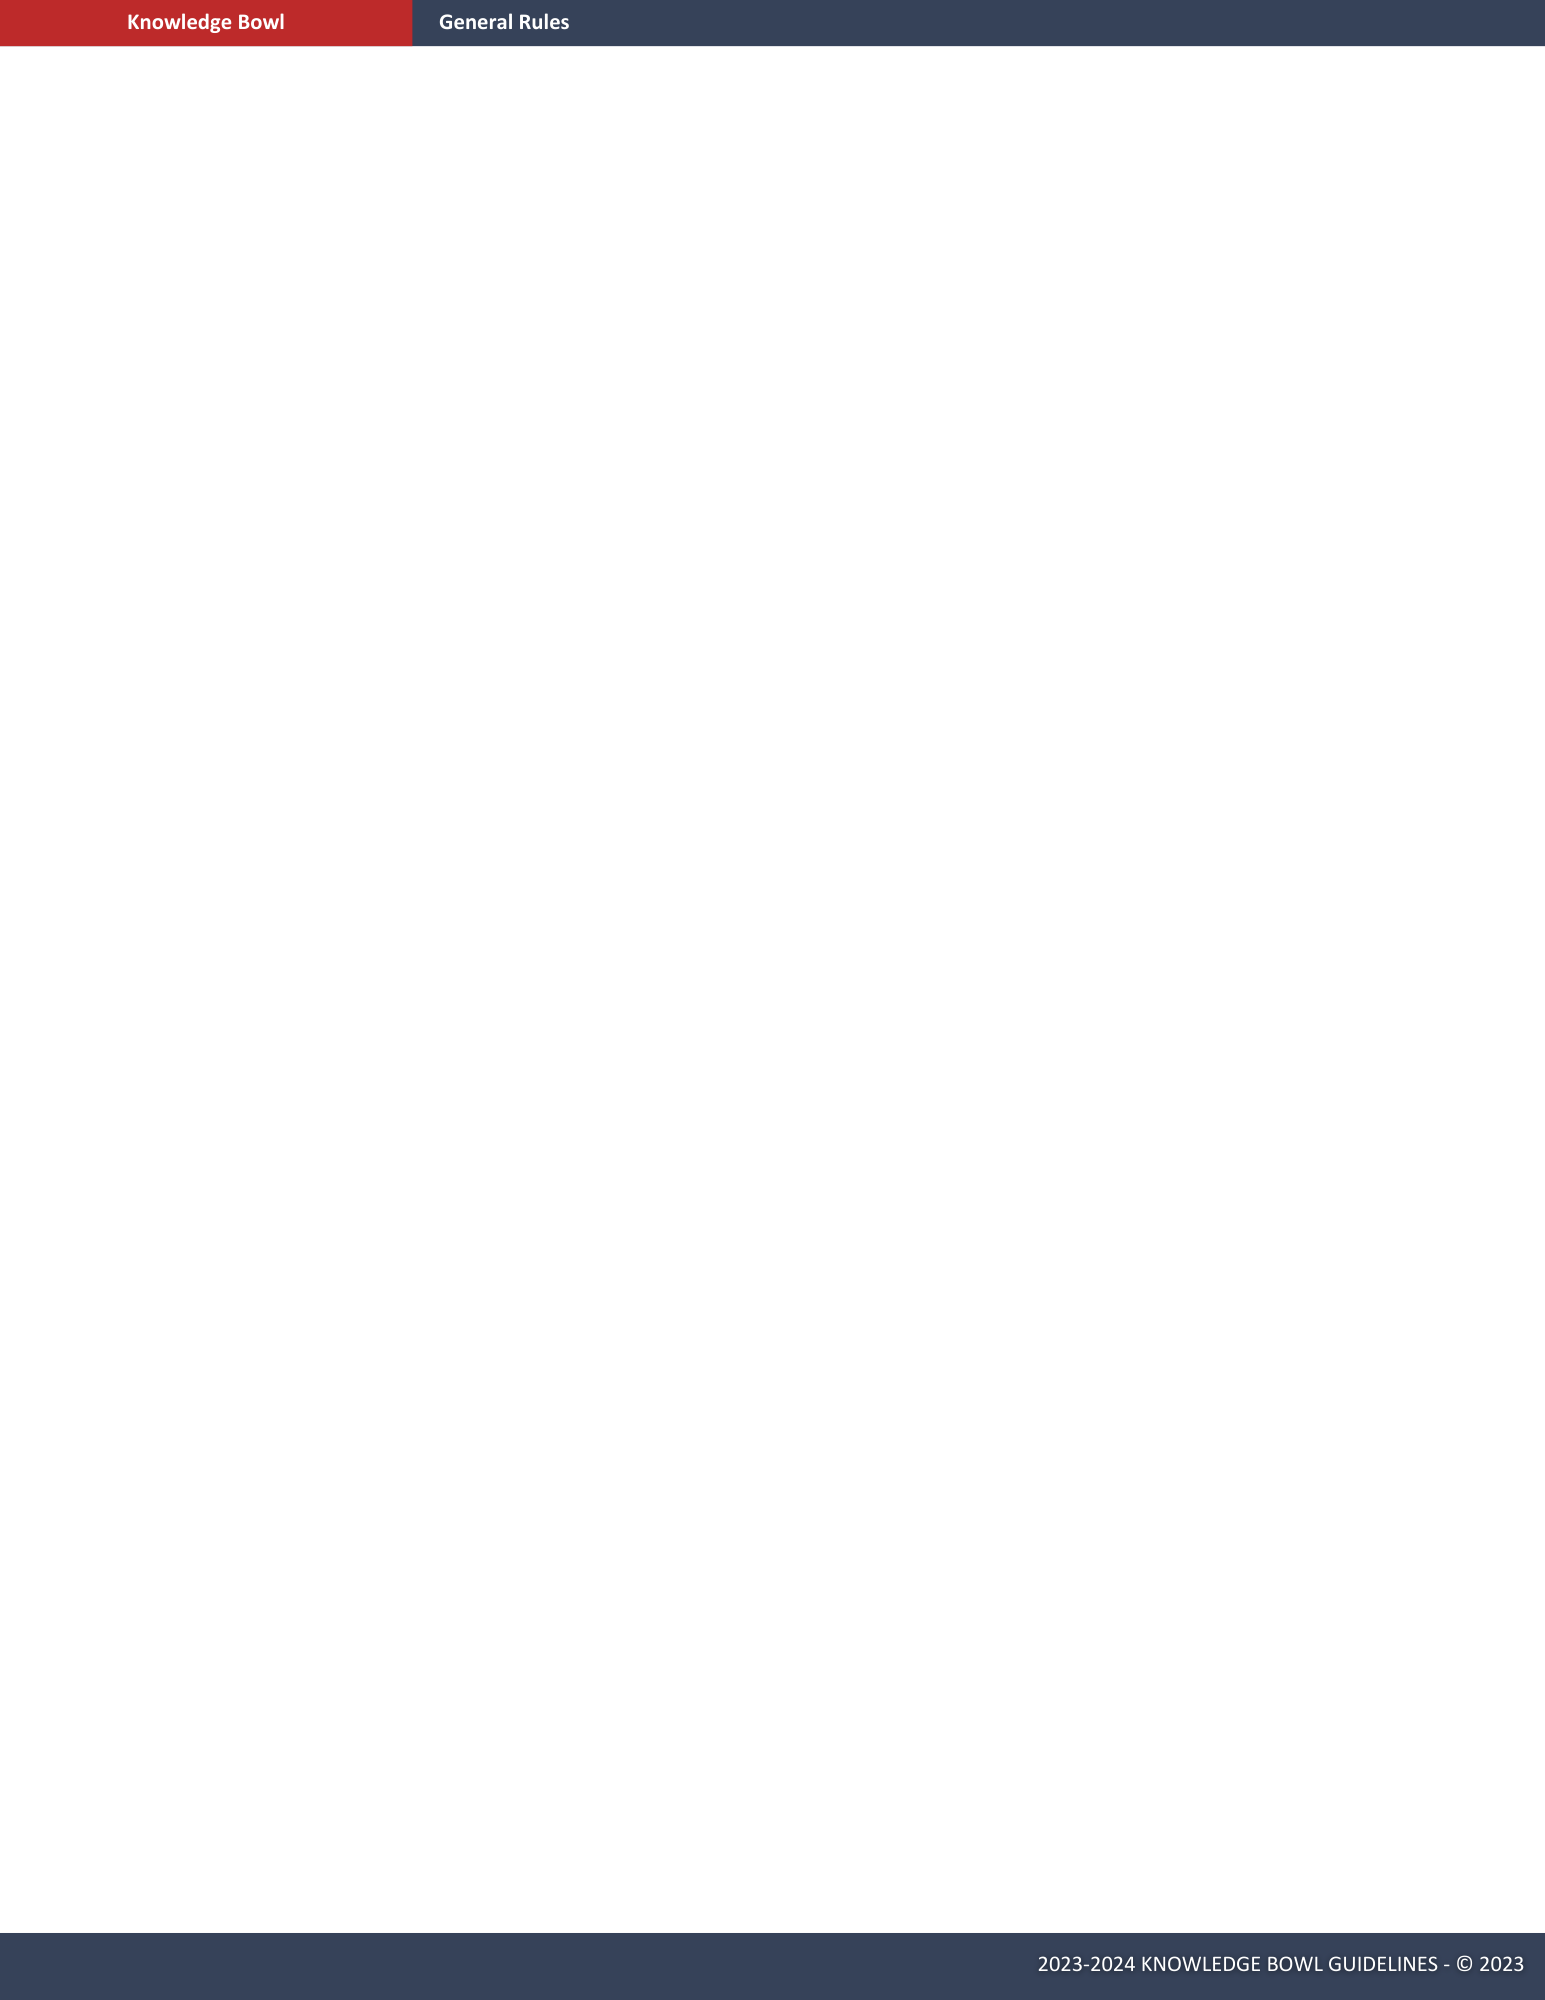 Knowledge Bowl General Rules
2023-2024 KNOWLEDGE BOWL GUIDELINES - © 2023